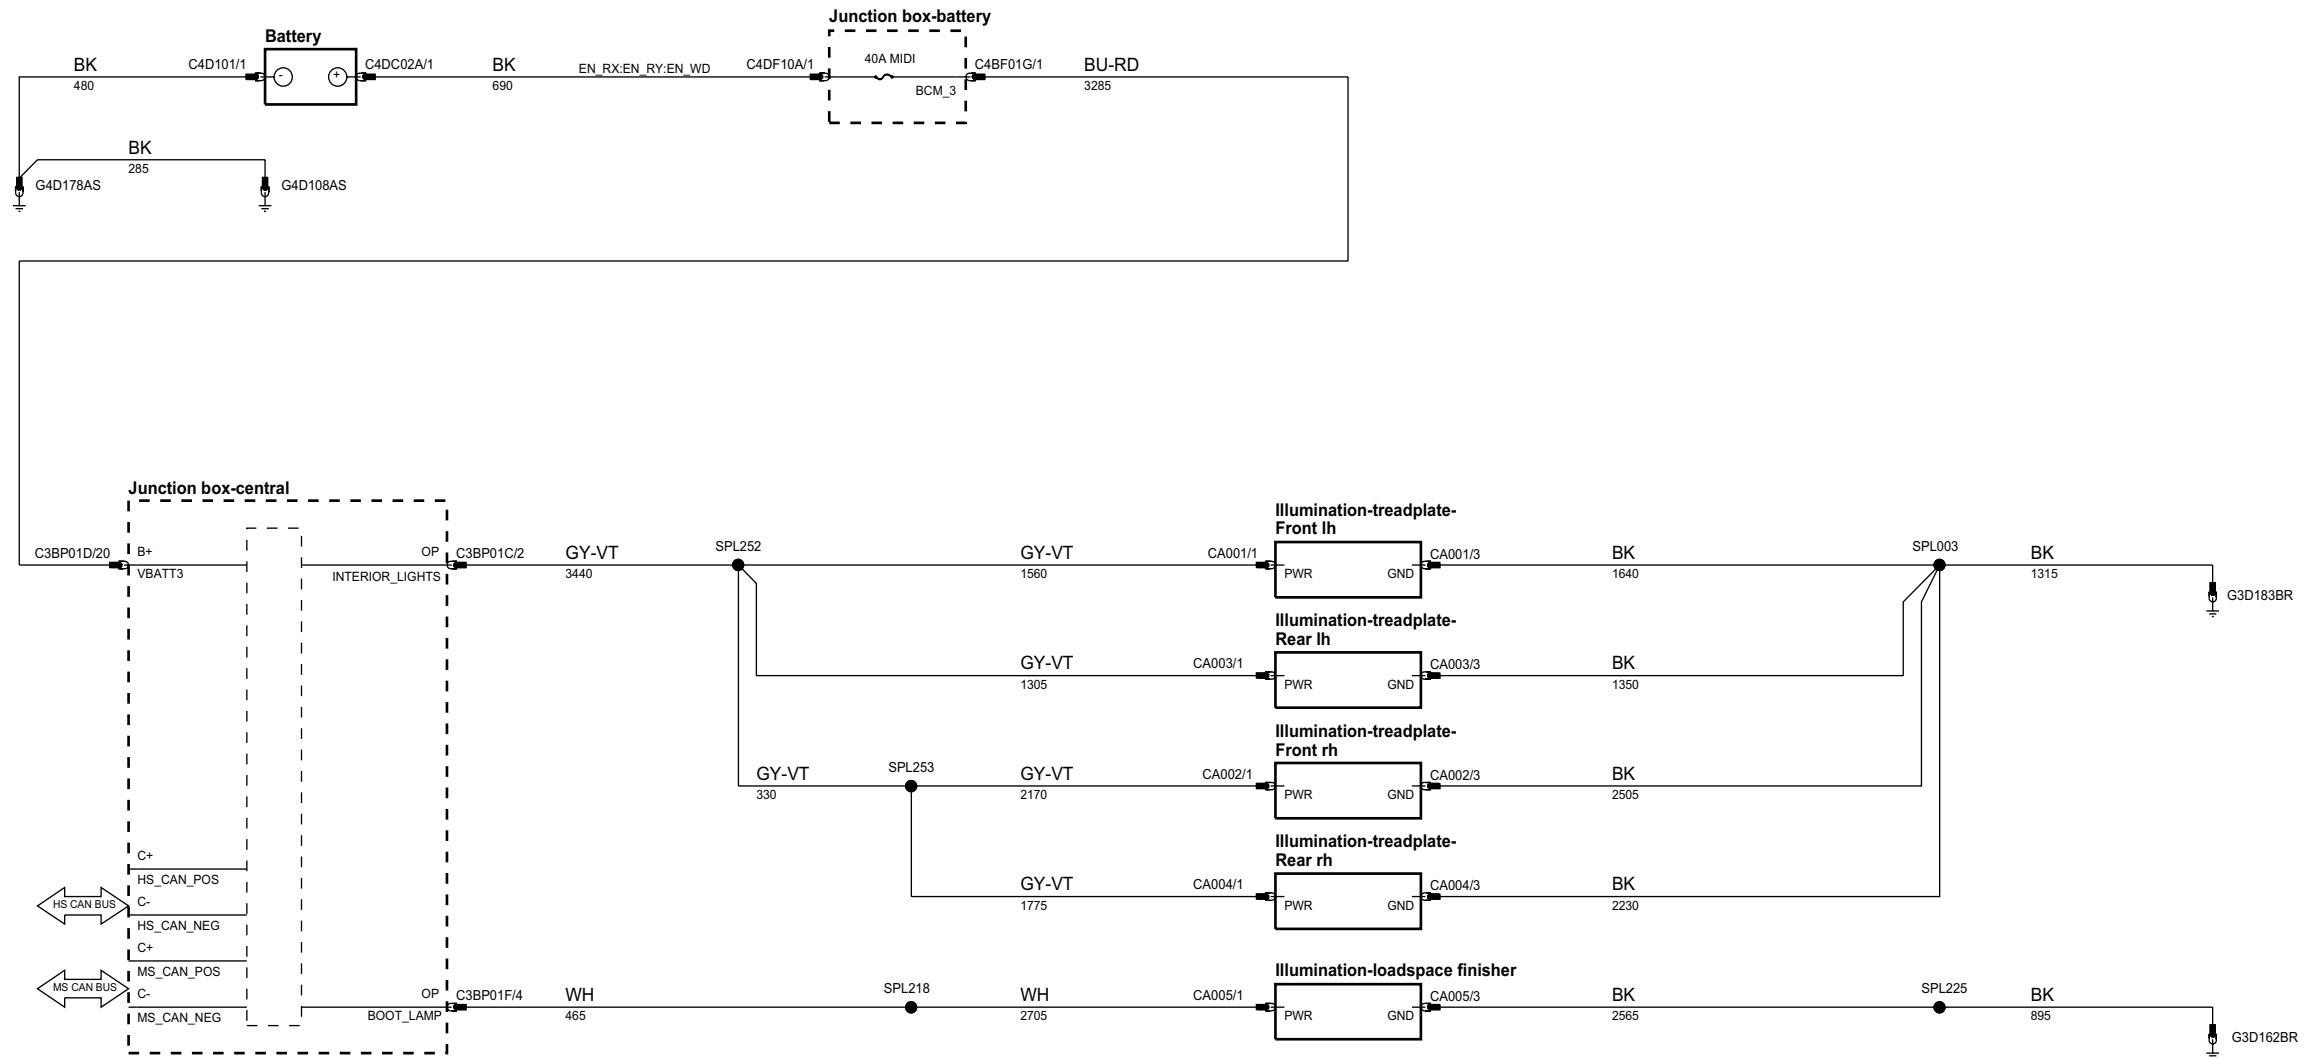 Junction box-battery
Battery
BK
480
C4D101/1
-
+
C4DC02A/1
BK
690
EN_RX:EN_RY:EN_WD
C4DF10A/1
40A MIDI
BCM_3
C4BF01G/1
BU-RD
3285
BK
285
G4D178AS
G4D108AS
Junction box-central
C3BP01D/20
B+
VBATT3
OP
INTERIOR_LIGHTS
C3BP01C/2
GY-VT
3440
SPL252
GY-VT
1560
CA001/1
Illumination-treadplate-
Front lh
PWR
GND
CA001/3
BK
1640
SPL003
BK
1315
G3D183BR
GY-VT
1305
CA003/1
Illumination-treadplate-
Rear lh
PWR
GND
CA003/3
BK
1350
GY-VT
330
SPL253
GY-VT
2170
CA002/1
Illumination-treadplate-
Front rh
PWR
GND
CA002/3
BK
2505
GY-VT
1775
CA004/1
Illumination-treadplate-
Rear rh
PWR
GND
CA004/3
BK
2230
C+
HS_CAN_POS
HS CAN BUS
C-
HS_CAN_NEG
C+
MS_CAN_POS
MS CAN BUS
C-
MS_CAN_NEG
OP
BOOT_LAMP
C3BP01F/4
WH
465
SPL218
WH
2705
CA005/1
Illumination-loadspace finisher
PWR
GND
CA005/3
BK
2565
SPL225
BK
895
G3D162BR